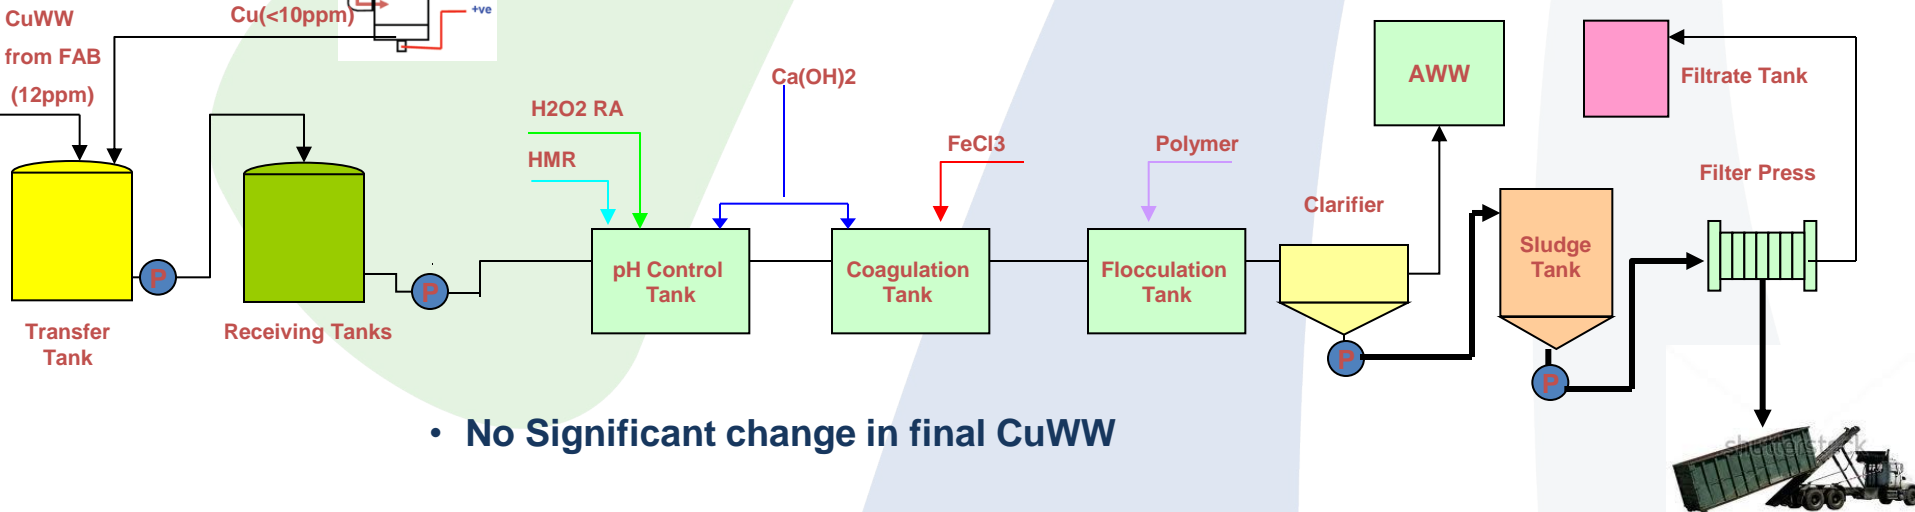 CuWW
from FAB
(12ppm)
Cu(<10ppm)
+ve
Ca(OH)2
H2O2 RA
HMR
FeCl3
Polymer
AWW
Filtrate Tank
Filter Press
Clarifier
pH Control
Tank
Coagulation
Tank
Flocculation
Tank
Sludge
Tank
P
P
P
P
Transfer
Tank
Receiving Tanks
• No Significant change in final CuWW
shutterstock